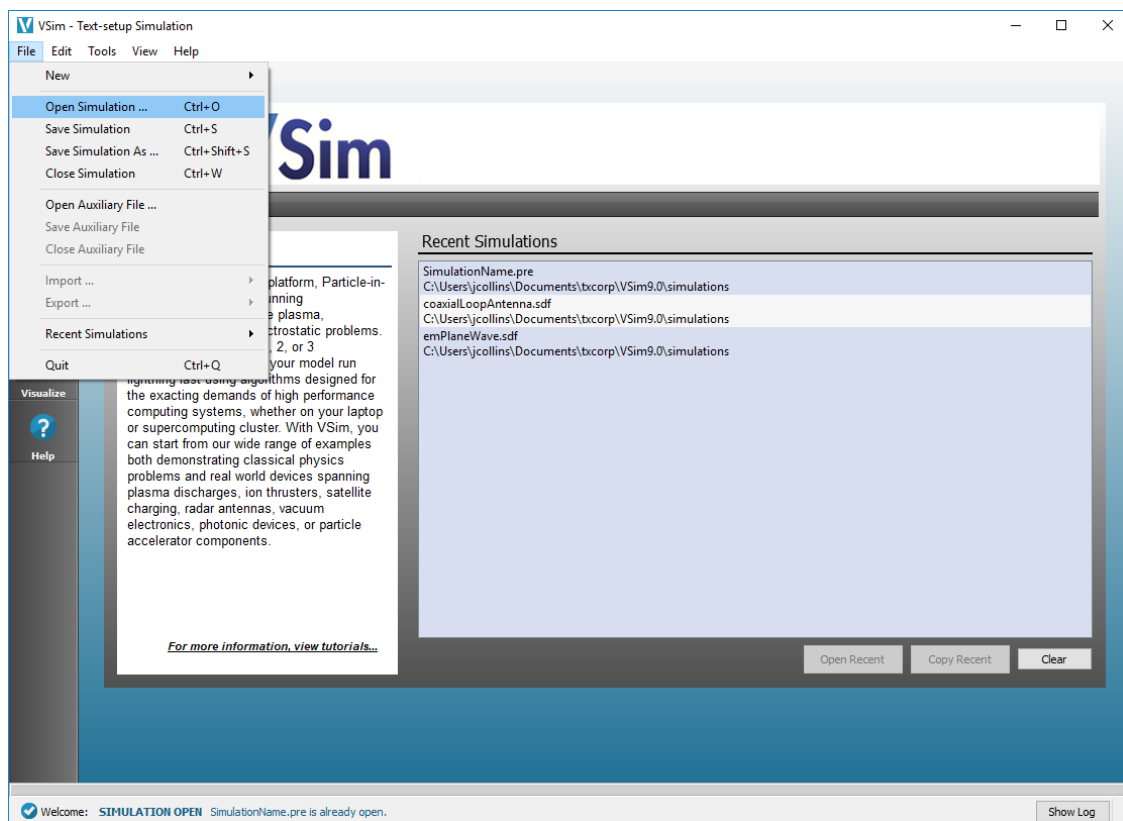 VSim - Text-setup Simulation
File Edit Tools View Help
New
Open Simulation ... Ctrl+O
Save Simulation Ctrl+S
Save Simulation As ... Ctrl+Shift+S
Close Simulation Ctrl+W
Open Auxiliary File ...
Save Auxiliary File
Close Auxiliary File
Import ...
Export ...
Recent Simulations
Quit Ctrl+Q
Sim
Visualize
Help
platform, Particle-in-
plasma,
ctrostatic problems.
, 2, or 3
your model run
lightning fast using algorithms designed for
the exacting demands of high performance
computing systems, whether on your laptop
or supercomputing cluster. With VSim, you
can start from our wide range of examples
both demonstrating classical physics
problems and real world devices spanning
plasma discharges, ion thrusters, satellite
charging, radar antennas, vacuum
electronics, photonic devices, or particle
accelerator components.
For more information, view tutorials...
Recent Simulations
SimulationName.pre
C:\Users\jcollins\Documents\txcorp\VSim9.0\simulations
coaxialLoopAntenna.sdf
C:\Users\jcollins\Documents\txcorp\VSim9.0\simulations
emPlaneWave.sdf
C:\Users\jcollins\Documents\txcorp\VSim9.0\simulations
Open Recent Copy Recent Clear
Welcome: SIMULATION OPEN SimulationName.pre is already open.
Show Log